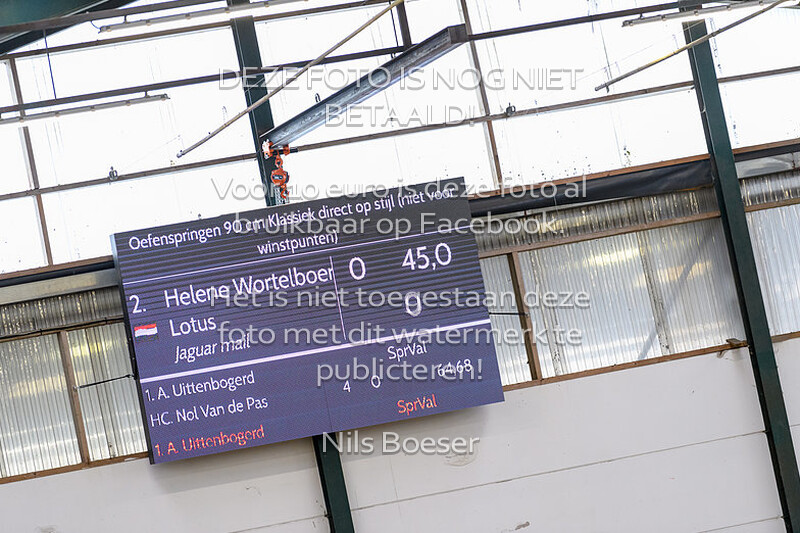 DEZE FOTO IS NOG NIET
BETAALD!
Voor 10 euro is deze foto al
bruikbaar op Facebook
Het is niet toegestaan deze
foto met dit watermerk
publiceren!
Nils Boeser
Oefenspringen 90 cm Klassiek direct op stijl (niet voor
winstpunten)
2. Helene Wortelboer 0 45,0
Lotus 0
Jaguar mail
SprVal
1. A. Uittenbogerd 4 0 64.68
HC. Nol Van de Pas
1. A. Uittenbogerd SprVal